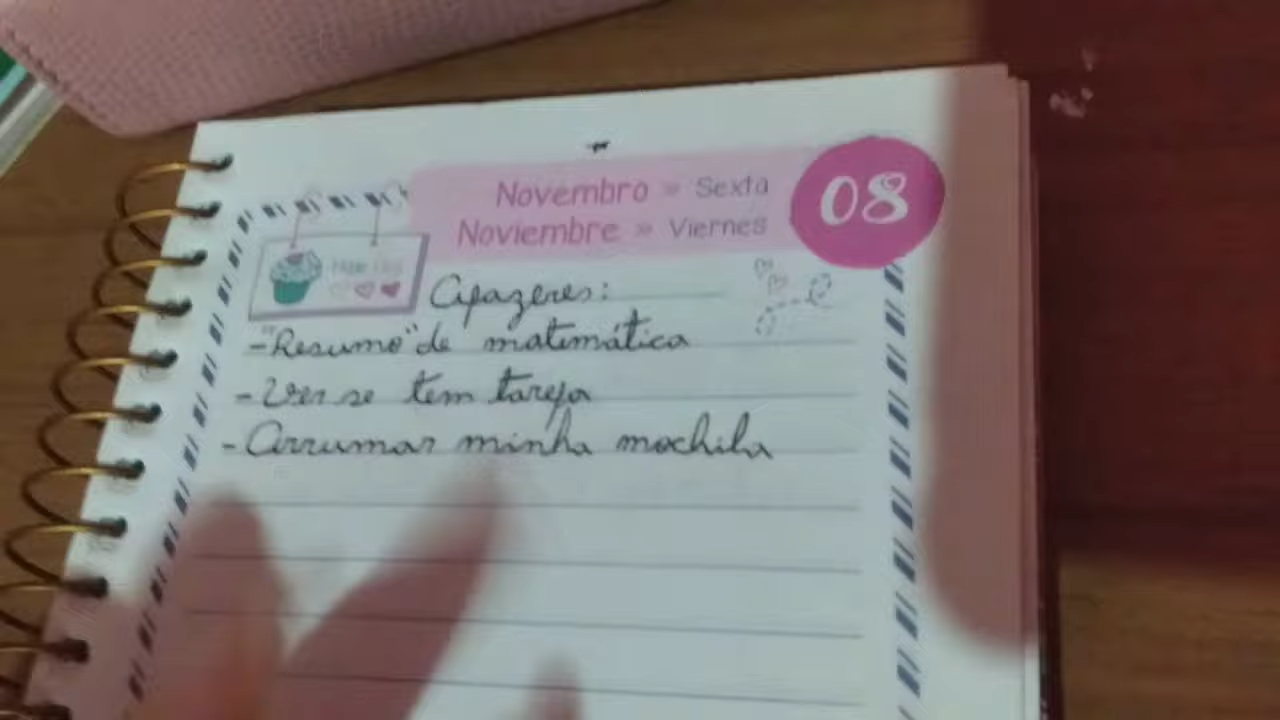 Novembro » Sexta
08
Noviembre » Viernes
Afazeres:
-"Resumo" de matemática
- Ver se tem tarefa
- Arrumar minha mochila